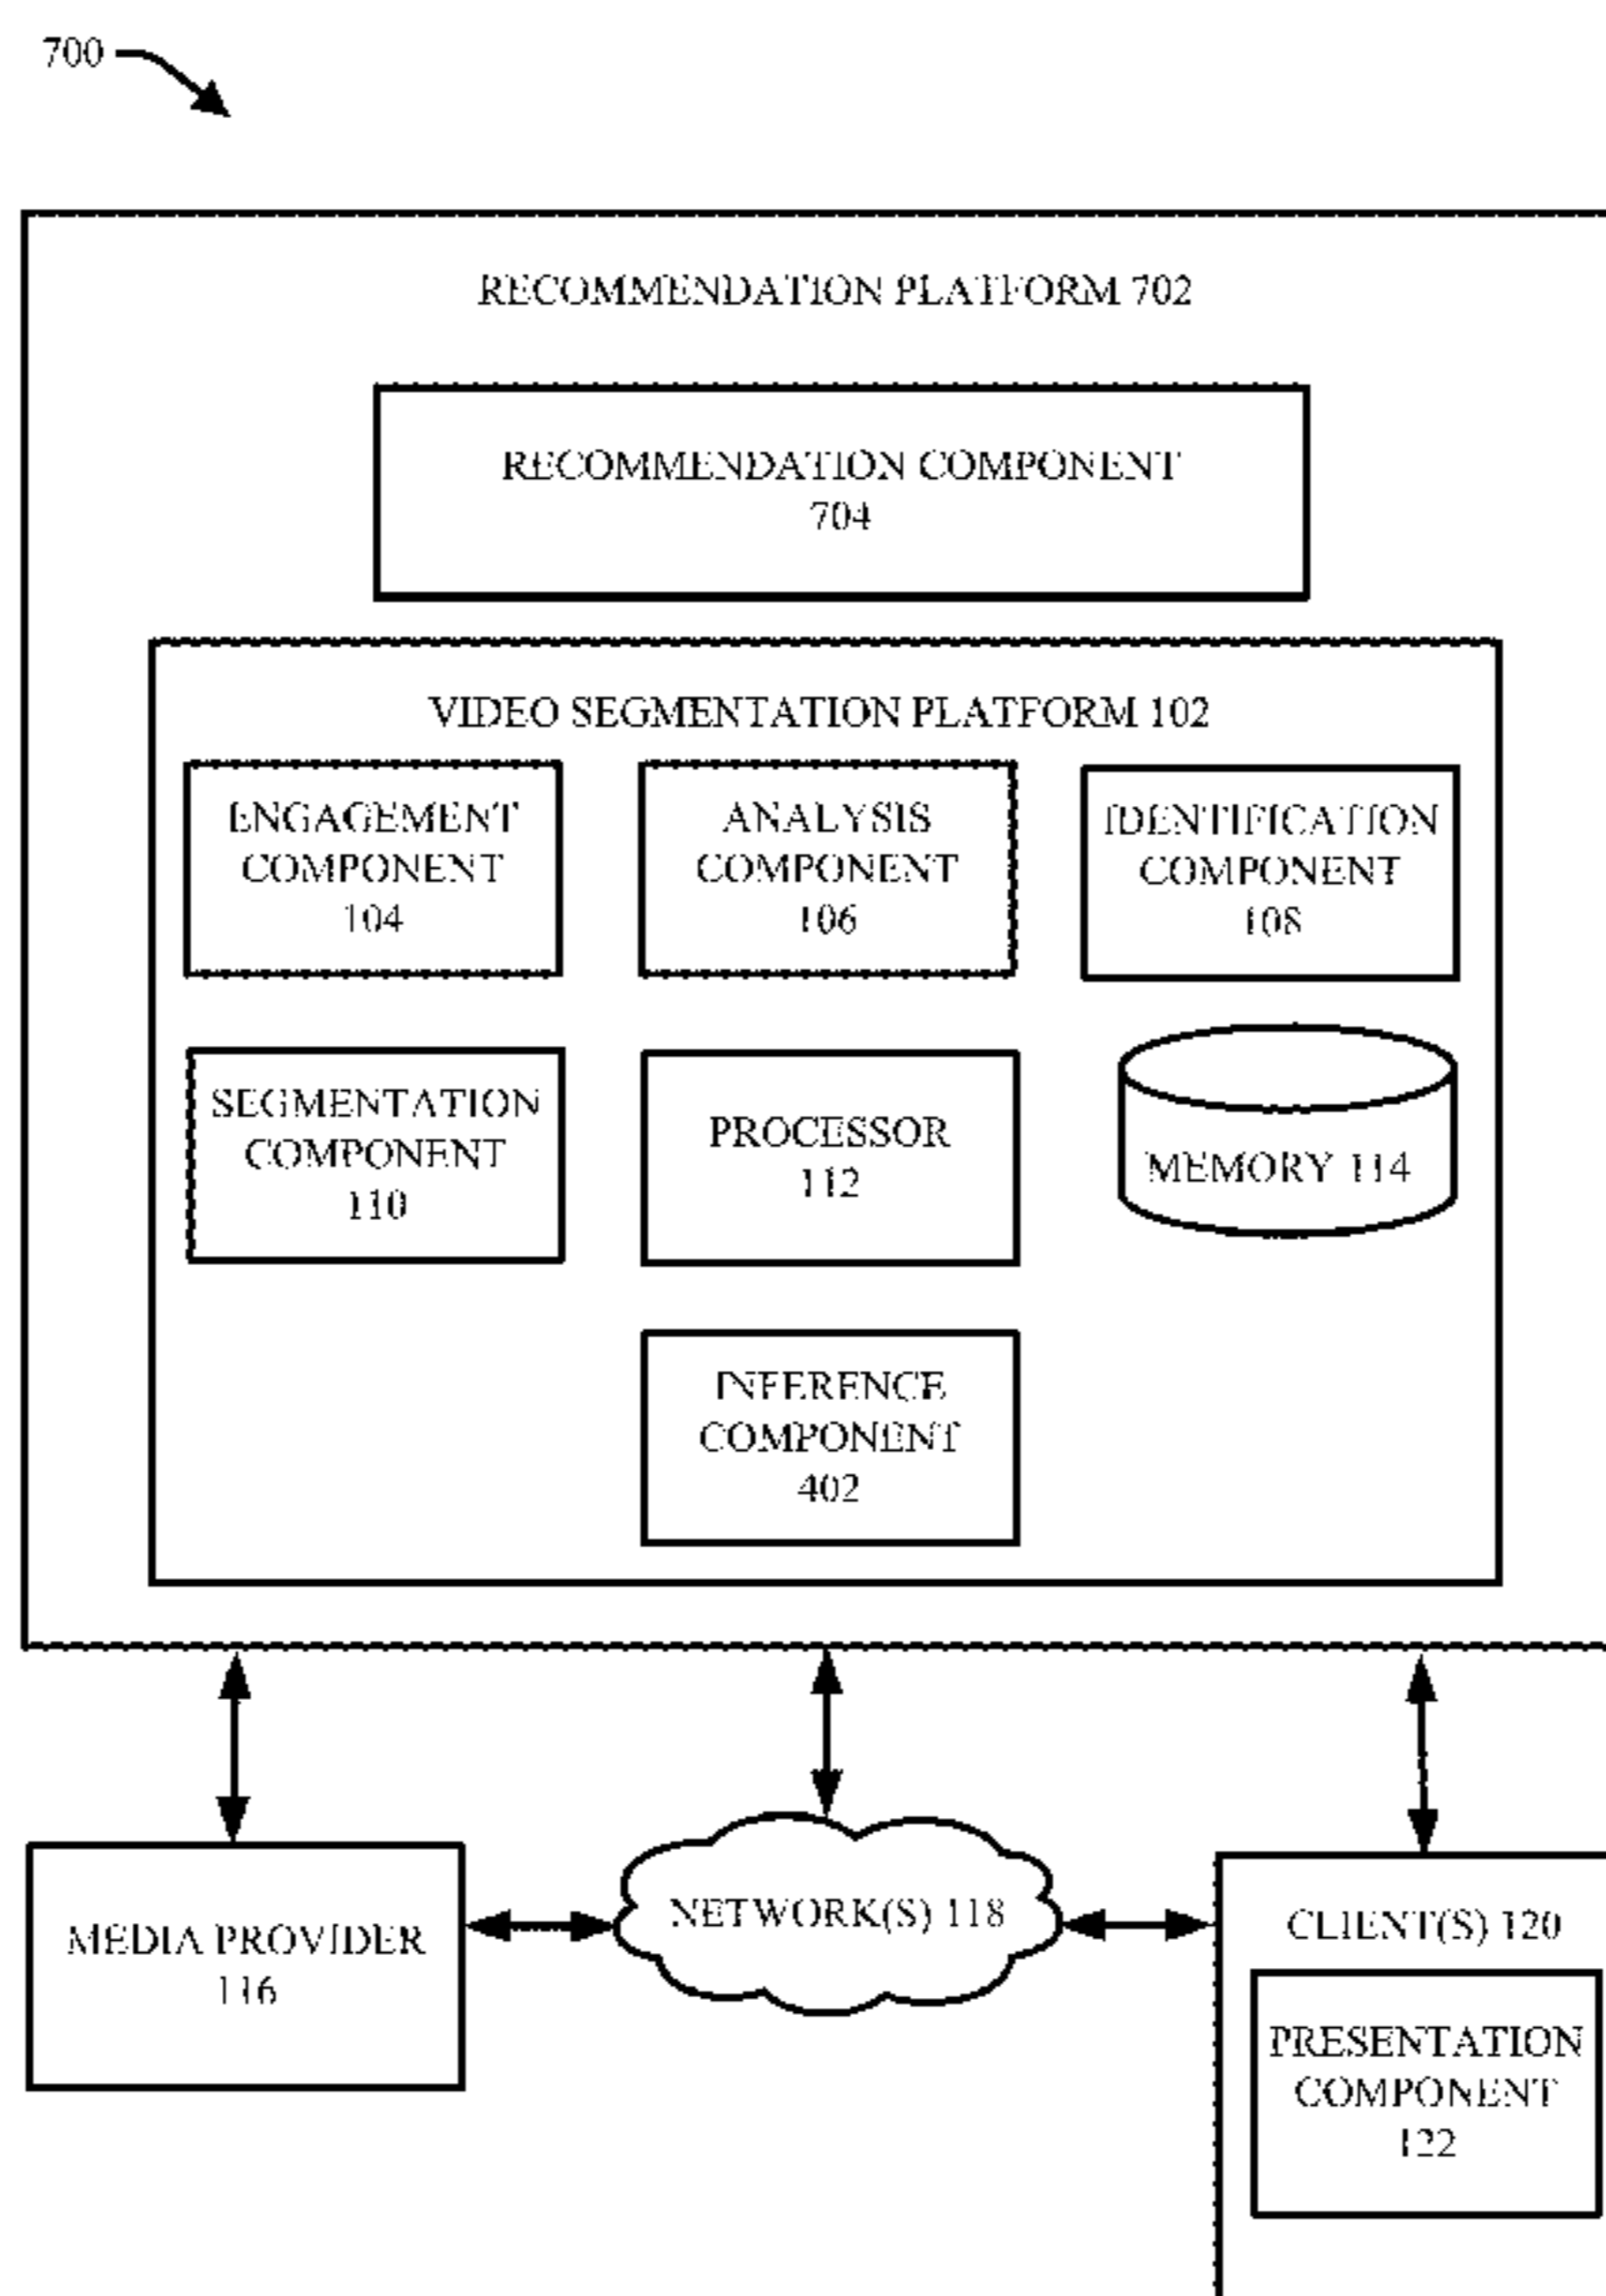 700
RECOMMENDATION PLATFORM 702
RECOMMENDATION COMPONENT
704
VIDEO SEGMENTATION PLATFORM 102
ENGAGEMENT
COMPONENT
104
ANALYSIS
COMPONENT
106
IDENTIFICATION
COMPONENT
108
SEGMENTATION
COMPONENT
110
PROCESSOR
112
MEMORY 114
INFERENCE
COMPONENT
402
MEDIA PROVIDER
116
NETWORK(S) 118
CLIENT(S) 120
PRESENTATION
COMPONENT
122